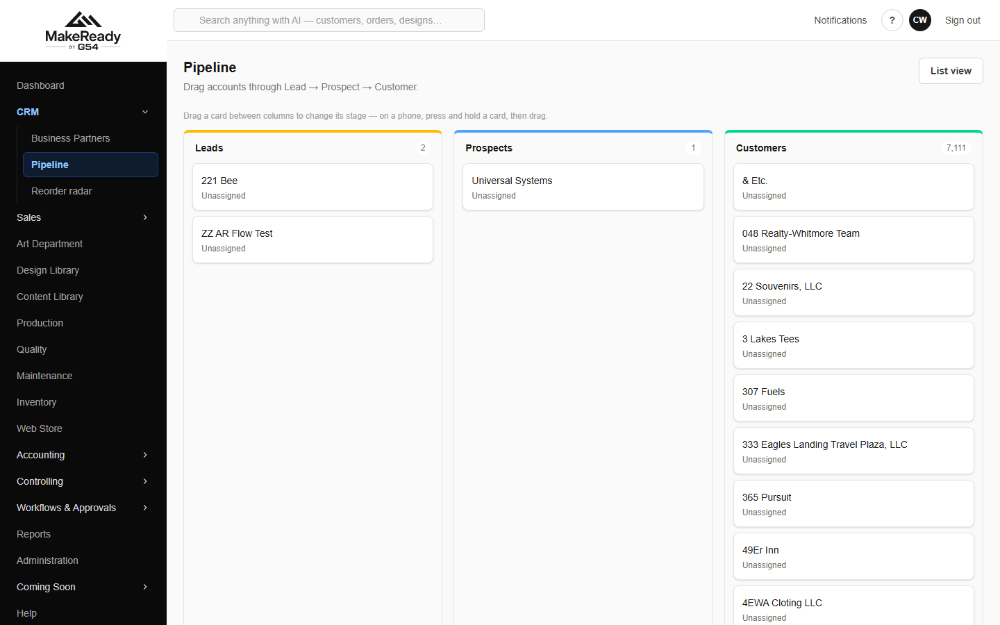 MakeReady
BY G54
Search anything with AI — customers, orders, designs...
Notifications
?
CW
Sign out
Dashboard
CRM
Business Partners
Pipeline
Reorder radar
Sales
Art Department
Design Library
Content Library
Production
Quality
Maintenance
Inventory
Web Store
Accounting
Controlling
Workflows & Approvals
Reports
Administration
Coming Soon
Help
Pipeline
Drag accounts through Lead → Prospect → Customer.
List view
Drag a card between columns to change its stage — on a phone, press and hold a card, then drag.
Leads 2
221 Bee
Unassigned
ZZ AR Flow Test
Unassigned
Prospects 1
Universal Systems
Unassigned
Customers 7,111
& Etc.
Unassigned
048 Realty-Whitmore Team
Unassigned
22 Souvenirs, LLC
Unassigned
3 Lakes Tees
Unassigned
307 Fuels
Unassigned
333 Eagles Landing Travel Plaza, LLC
Unassigned
365 Pursuit
Unassigned
49Er Inn
Unassigned
4EWA Cloting LLC
Unassigned